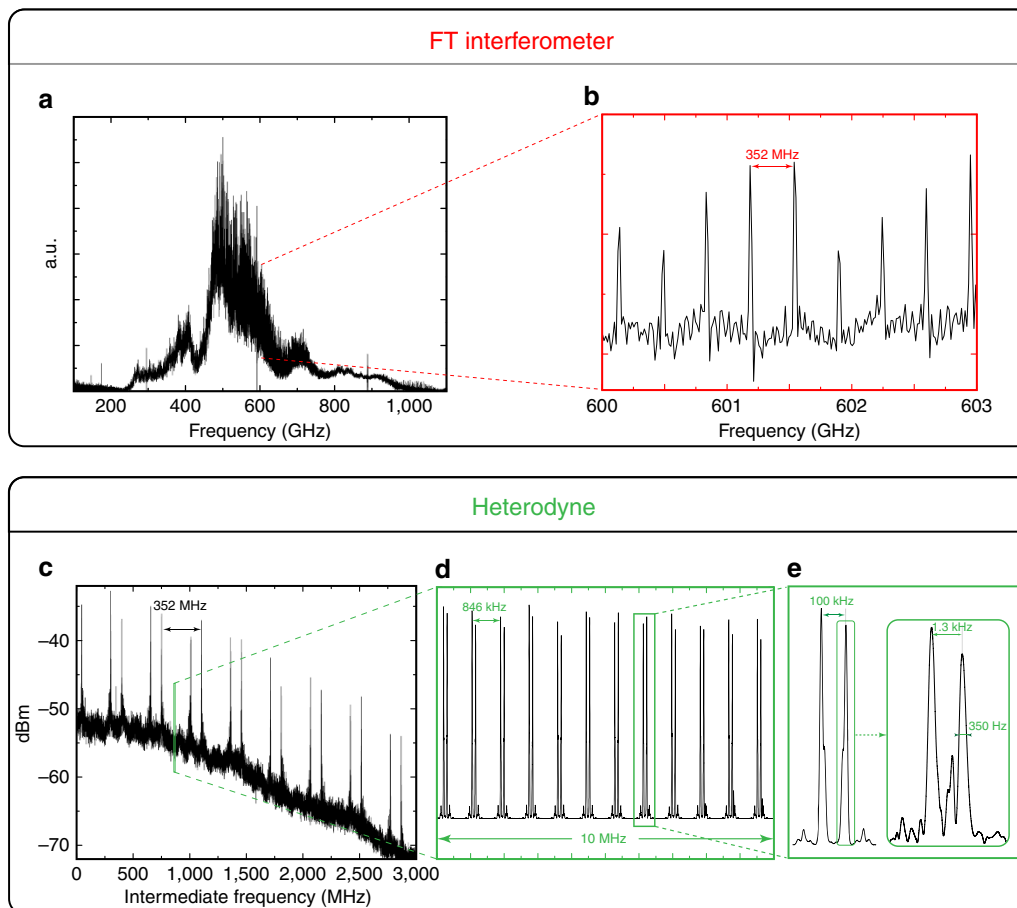 FT interferometer
a
b
a.u.
352 MHz
200 400 600 800 1,000
Frequency (GHz)
600 601 602 603
Frequency (GHz)
Heterodyne
c
d
e
dBm
–40
–50
–60
–70
352 MHz
0 500 1,000 1,500 2,000 2,500 3,000
Intermediate frequency (MHz)
846 kHz
10 MHz
100 kHz
1.3 kHz
350 Hz